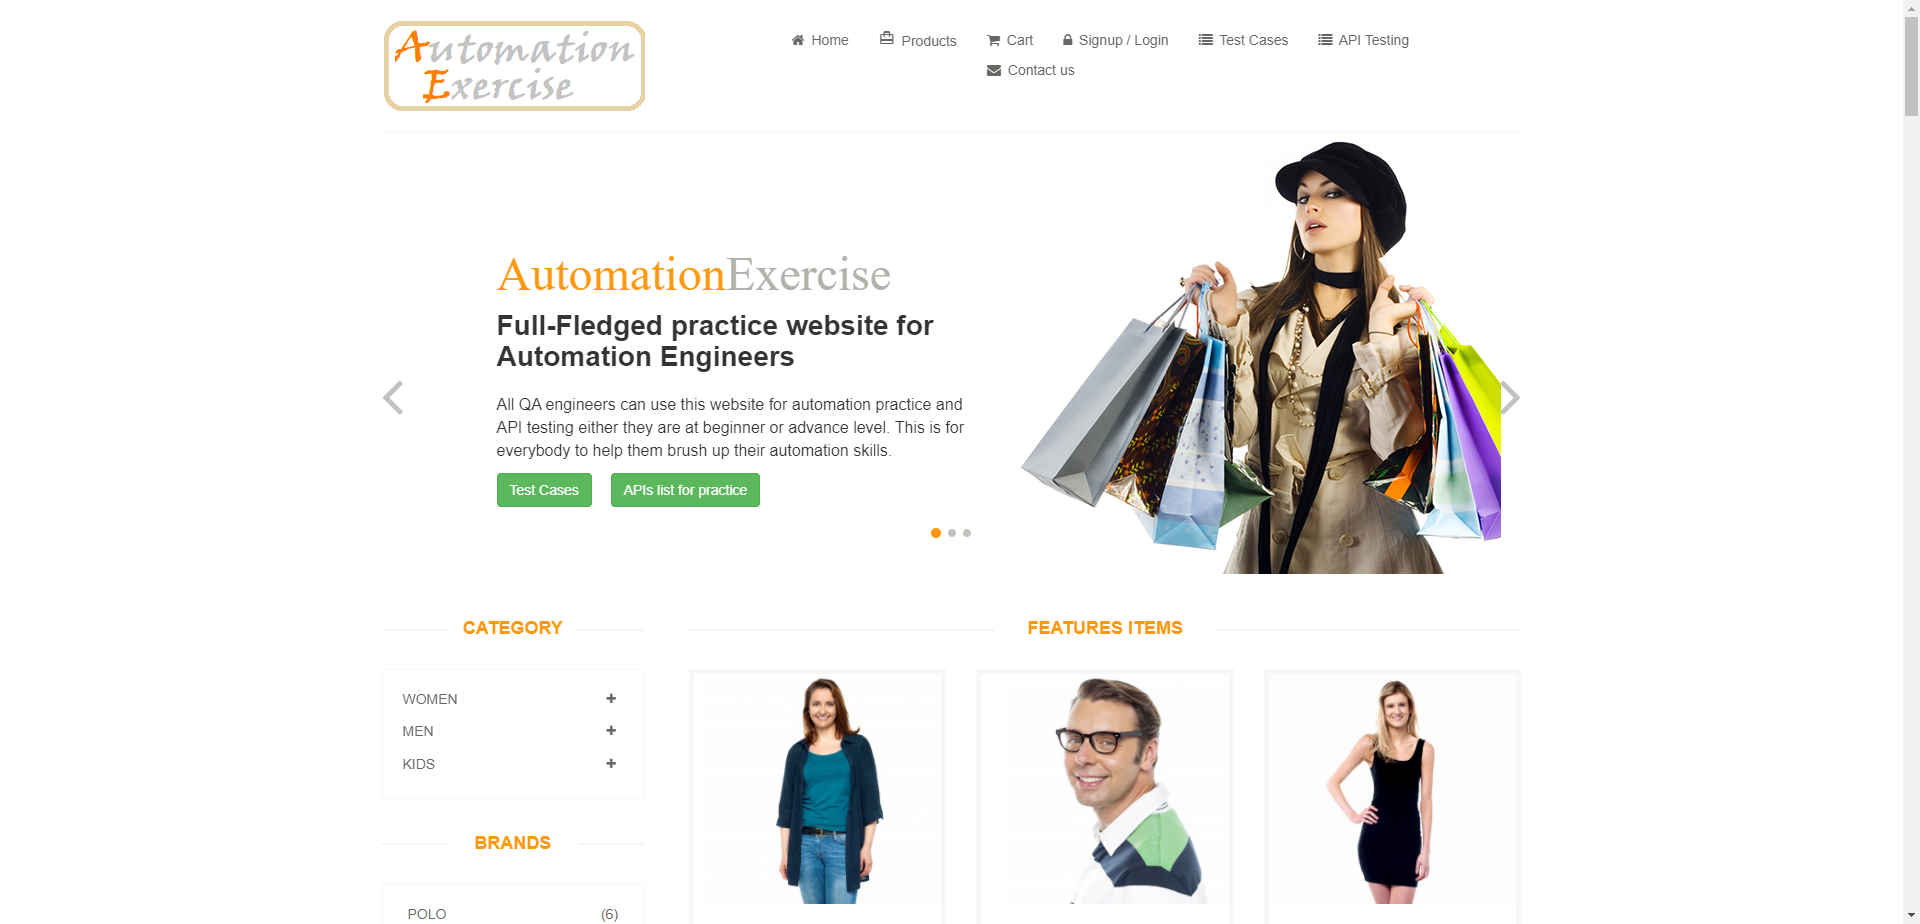 Automation
Exercise
Home
Products
Cart
Signup / Login
Test Cases
API Testing
Contact us
AutomationExercise
Full-Fledged practice website for
Automation Engineers
All QA engineers can use this website for automation practice and
API testing either they are at beginner or advance level. This is for
everybody to help them brush up their automation skills.
Test Cases
APIs list for practice
CATEGORY
WOMEN
MEN
KIDS
BRANDS
POLO (6)
FEATURES ITEMS